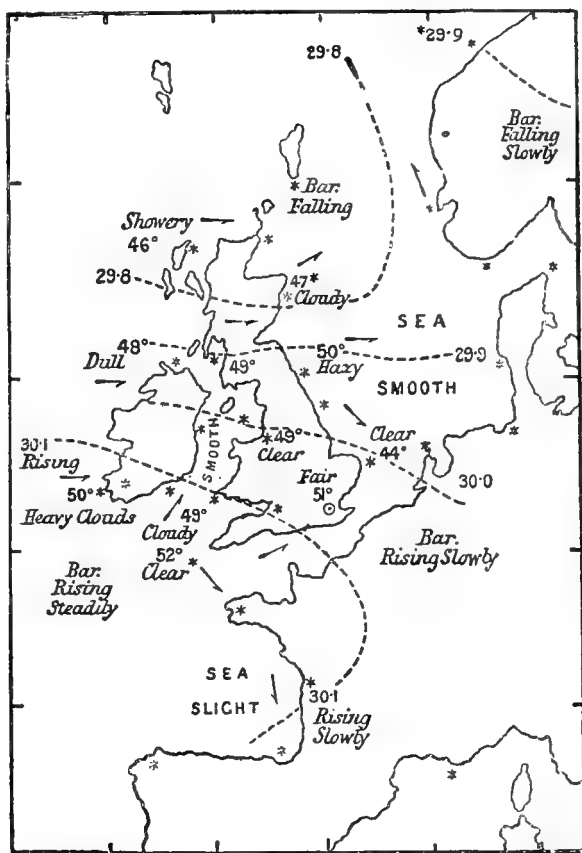 29·8
29·9
Bar.
Falling
Slowly
Bar.
Falling
Showery
46°
29·8
47
Cloudy
SEA
48°
49°
50°
Hazy
29·9
Dull
SMOOTH
SMOOTH
49°
Clear
Clear
44°
30·1
Rising
30·0
50°
Heavy Clouds
Fair
51°
49°
Cloudy
52°
Clear
Bar.
Rising Slowly
Bar.
Rising
Steadily
SEA
SLIGHT
30·1
Rising
Slowly